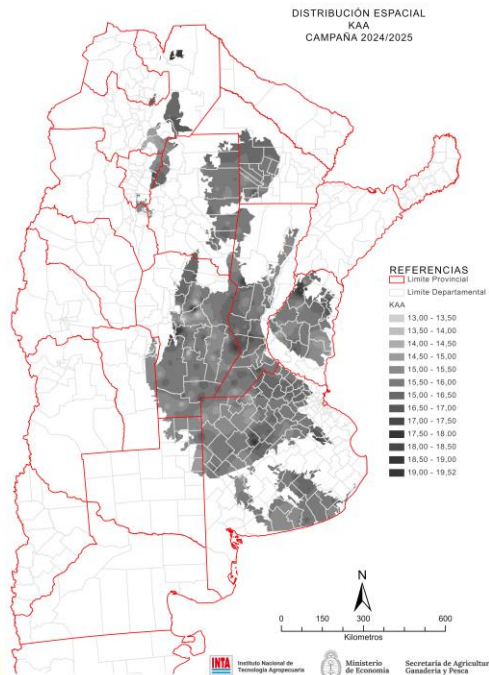 DISTRIBUCIÓN ESPACIAL
KAA
CAMPAÑA 2024/2025
REFERENCIAS
Limite Provincial
Limite Departamental
KAA
13,00 - 13,50
13,50 - 14,00
14,00 - 14,50
14,50 - 15,00
15,00 - 15,50
15,50 - 16,00
15,00 - 16,50
16,50 - 17,00
17,00 - 17,50
17,50 - 18.00
18,00 - 18,50
18,50 - 19,00
19,00 - 19,52
N
0 150 300 600
Kilometros
INTA
Instituto Nacional de
Tecnología Agropecuaria
Ministerio
de Economía
Secretaría de Agricultur
Ganadería y Pesca